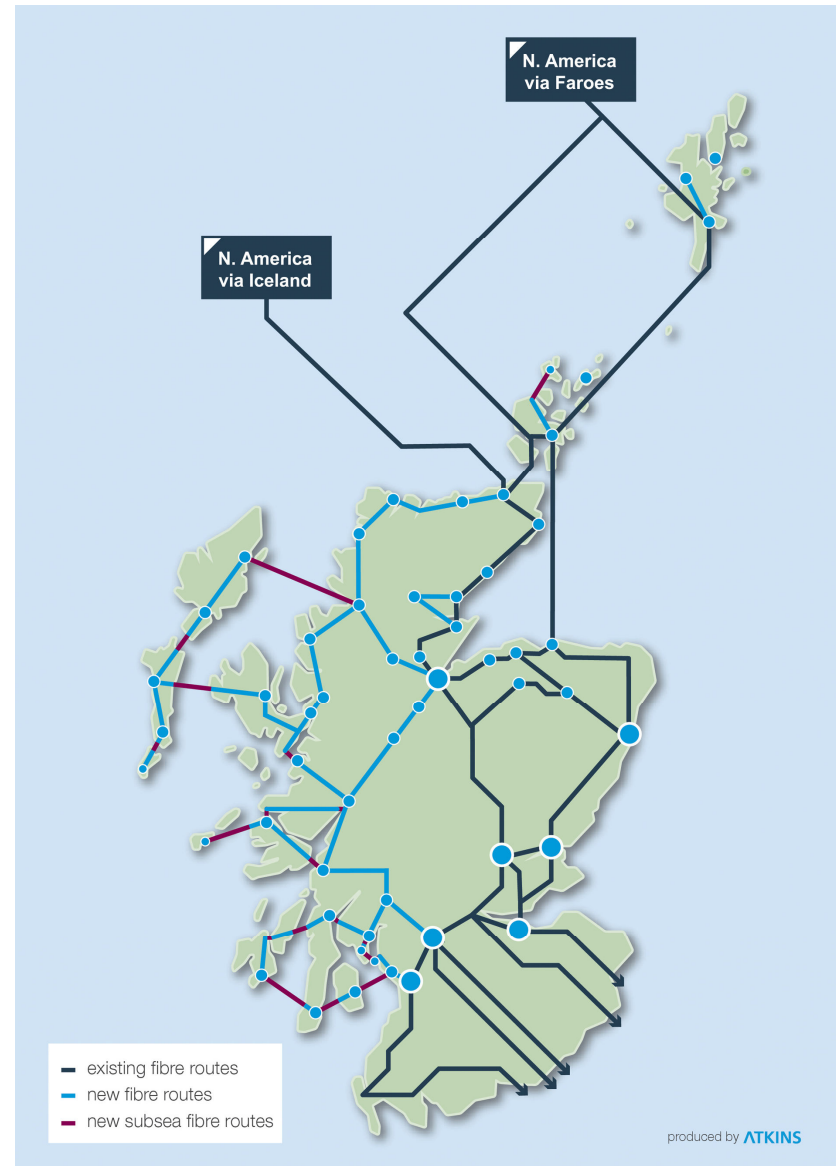 N. America
via Faroes
N. America
via Iceland
existing fibre routes
new fibre routes
new subsea fibre routes
produced by ATKINS